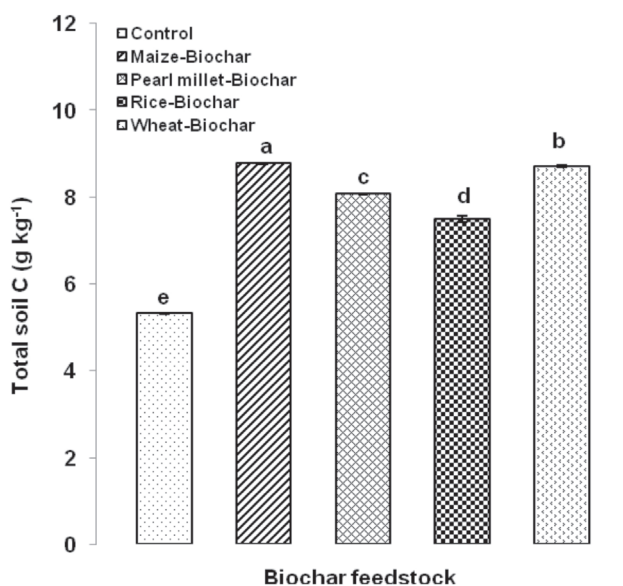 Total soil C (g kg⁻¹)
12
10
8
6
4
2
0
Control
Maize-Biochar
Pearl millet-Biochar
Rice-Biochar
Wheat-Biochar
e
a
c
d
b
Biochar feedstock